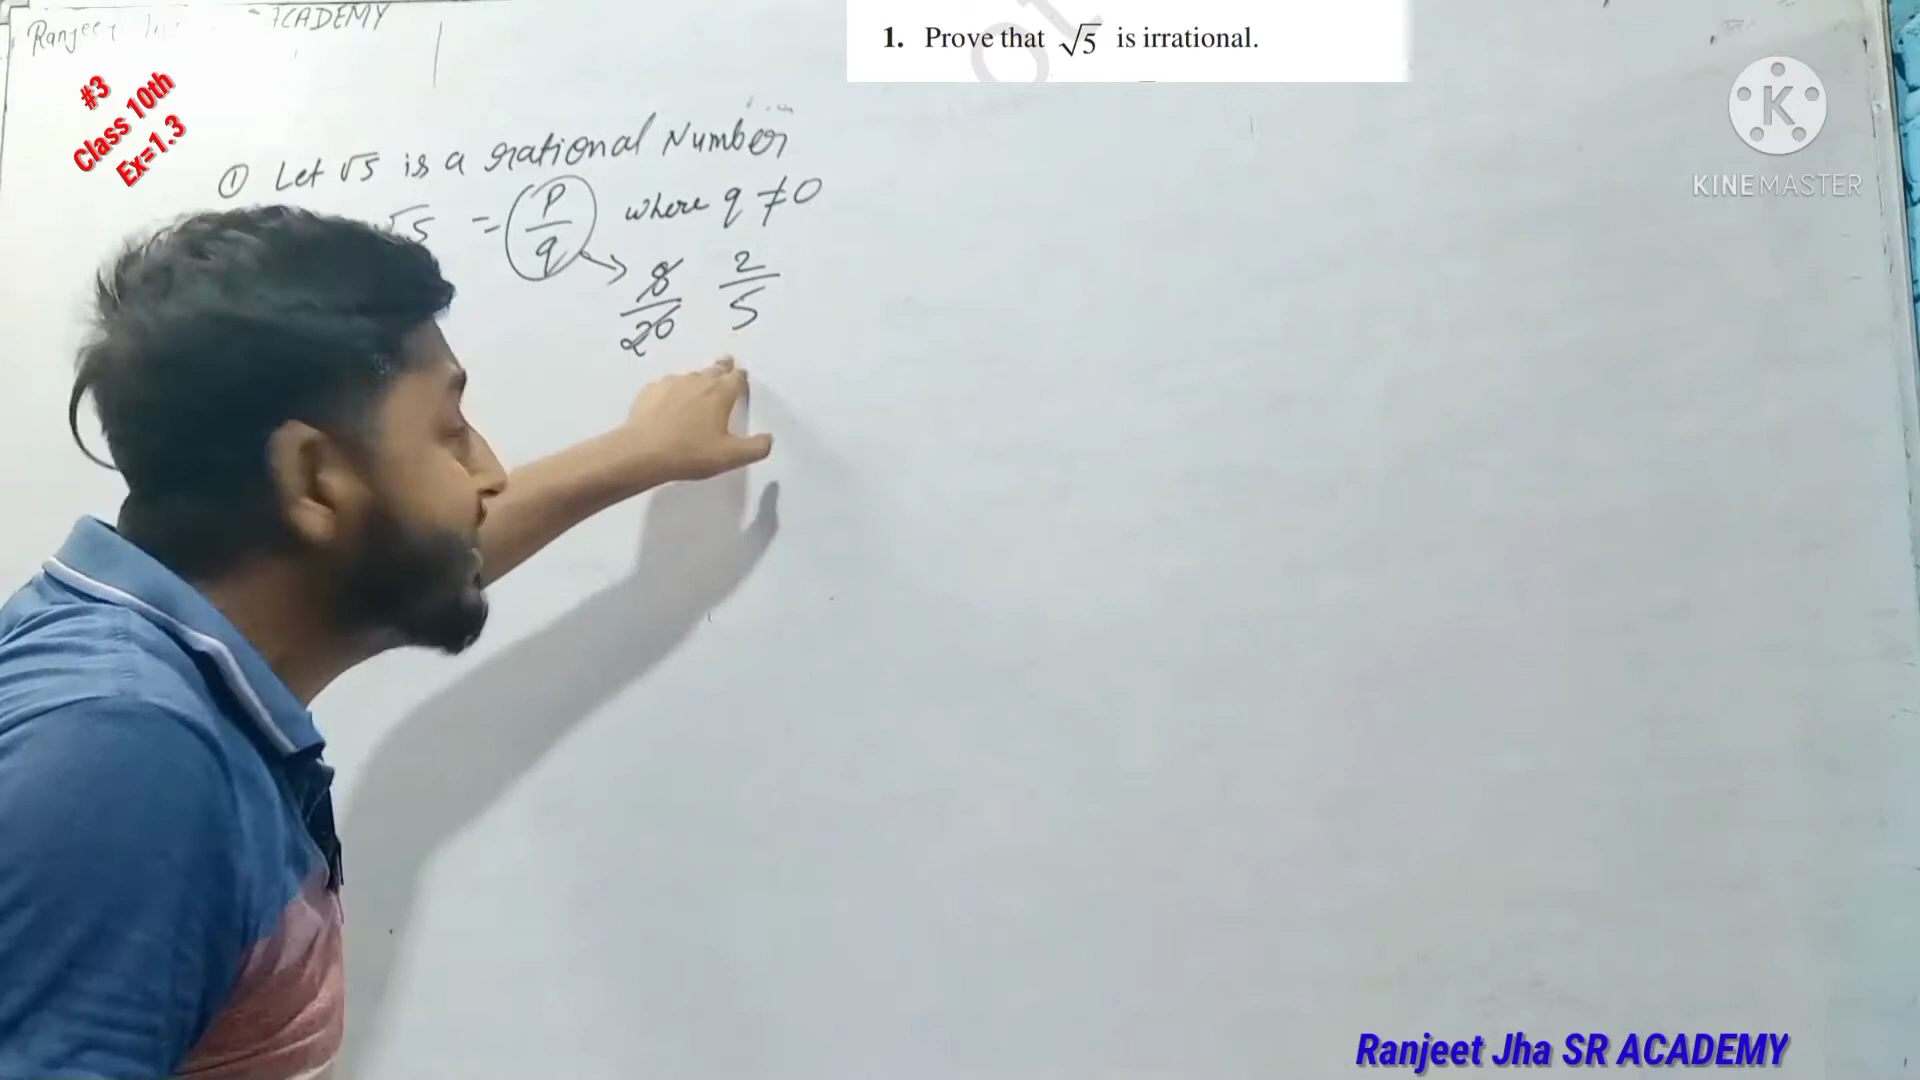 Ranjeet ACADEMY
1. Prove that √5 is irrational.
#3
Class 10th
Ex=1.3
KINEMASTER
① Let √5 is a rational Number
√5 = p/q where q ≠ 0
8/20 2/5
Ranjeet Jha SR ACADEMY